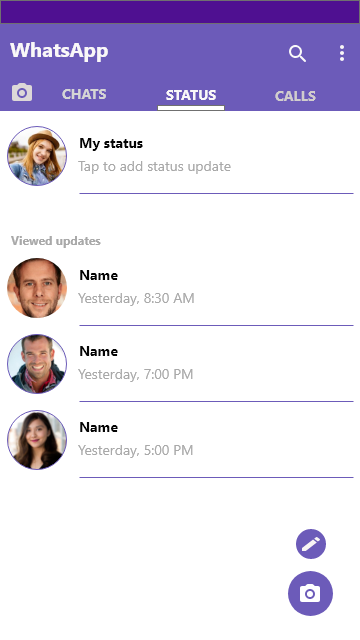 WhatsApp
CHATS
STATUS
CALLS
My status
Tap to add status update
Viewed updates
Name
Yesterday, 8:30 AM
Name
Yesterday, 7:00 PM
Name
Yesterday, 5:00 PM